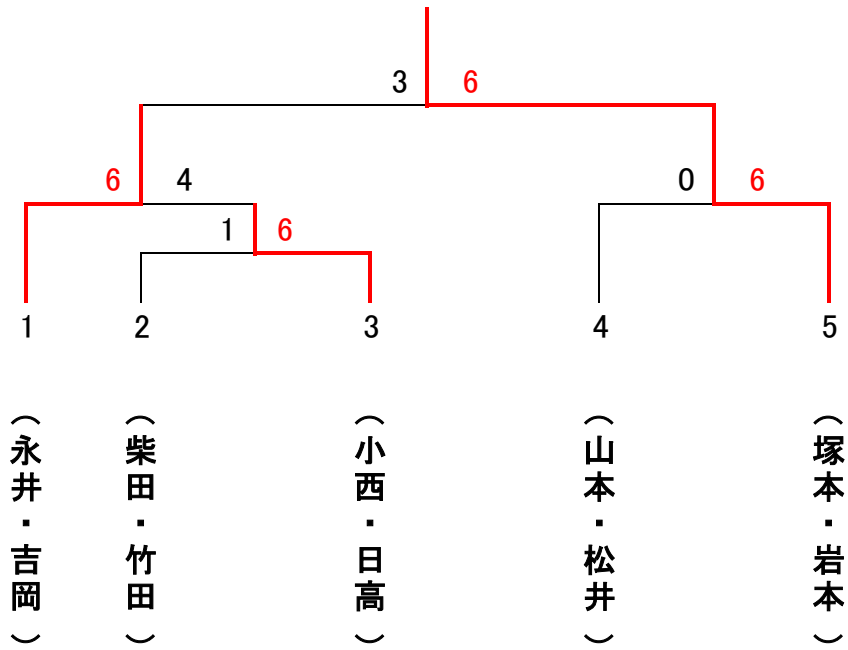 3 6
6 4 0 6
1 6
1 2 3 4 5
（永井・吉岡）
（柴田・竹田）
（小西・日高）
（山本・松井）
（塚本・岩本）